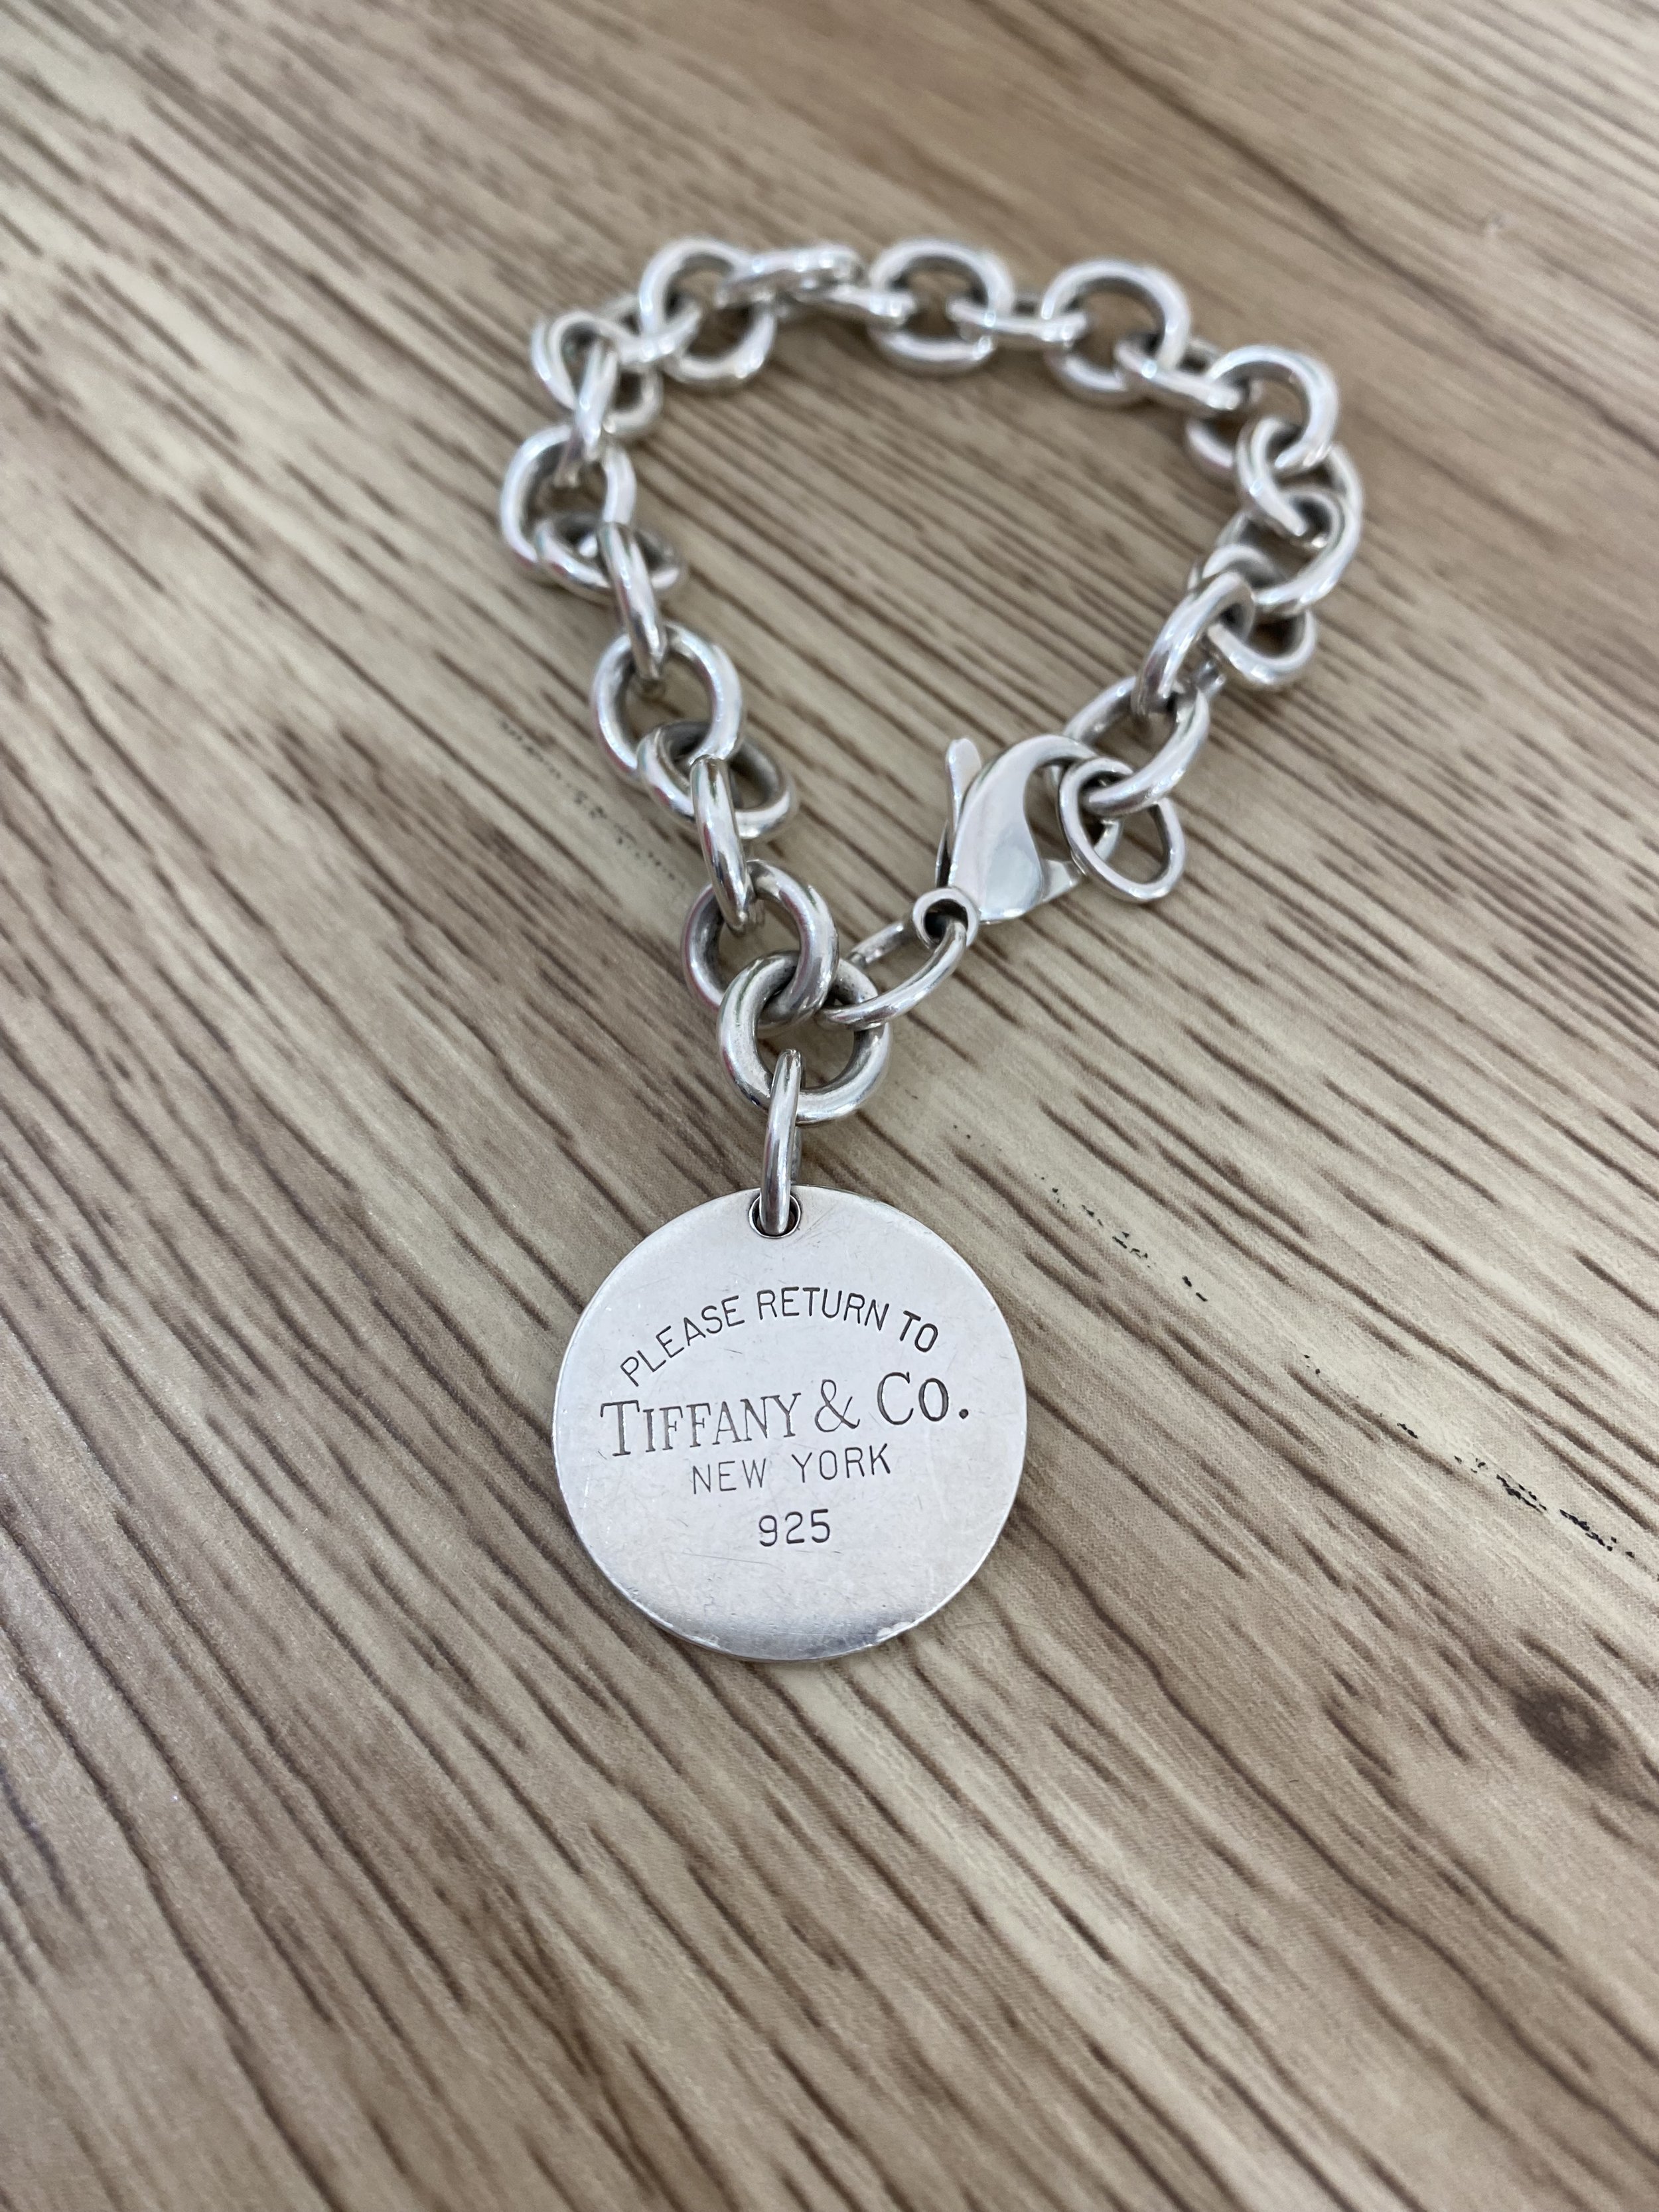 PLEASE RETURN TO
TIFFANY & CO.
NEW YORK
925